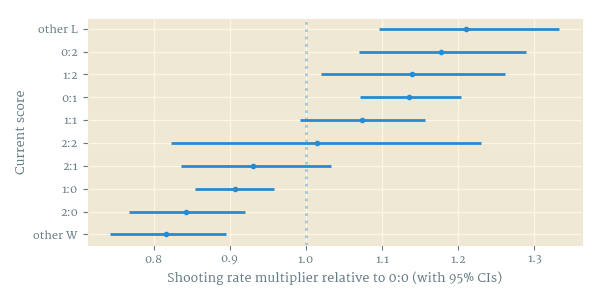 other L
0:2
1:2
0:1
1:1
2:2
2:1
1:0
2:0
other W
Current score
0.8 0.9 1.0 1.1 1.2 1.3
Shooting rate multiplier relative to 0:0 (with 95% CIs)